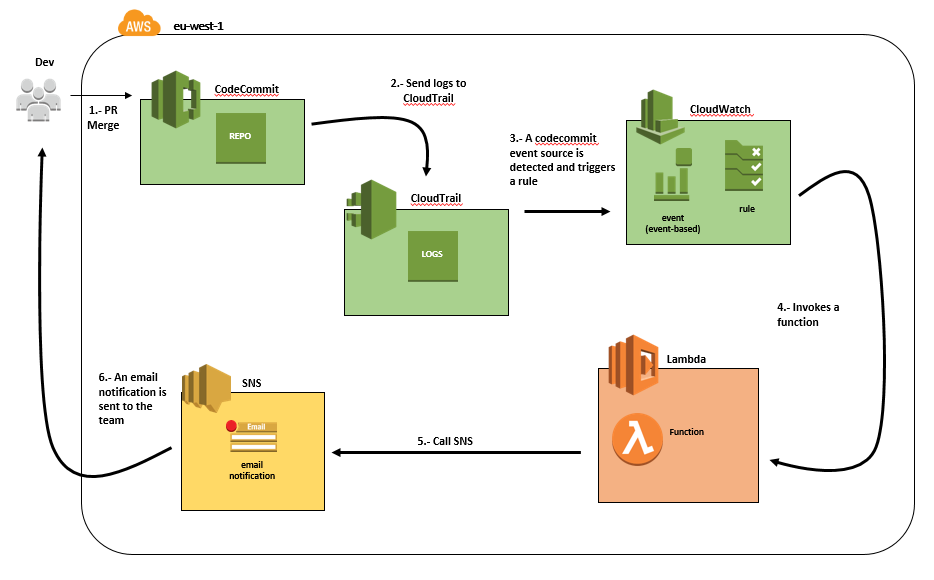 AWS
eu-west-1
Dev
1.- PR
Merge
CodeCommit
REPO
2.- Send logs to
CloudTrail
CloudTrail
LOGS
3.- A codecommit
event source is
detected and triggers
a rule
CloudWatch
event
(event-based)
rule
4.- Invokes a
function
Lambda
Function
5.- Call SNS
SNS
Email
email
notification
6.- An email
notification is
sent to the
team